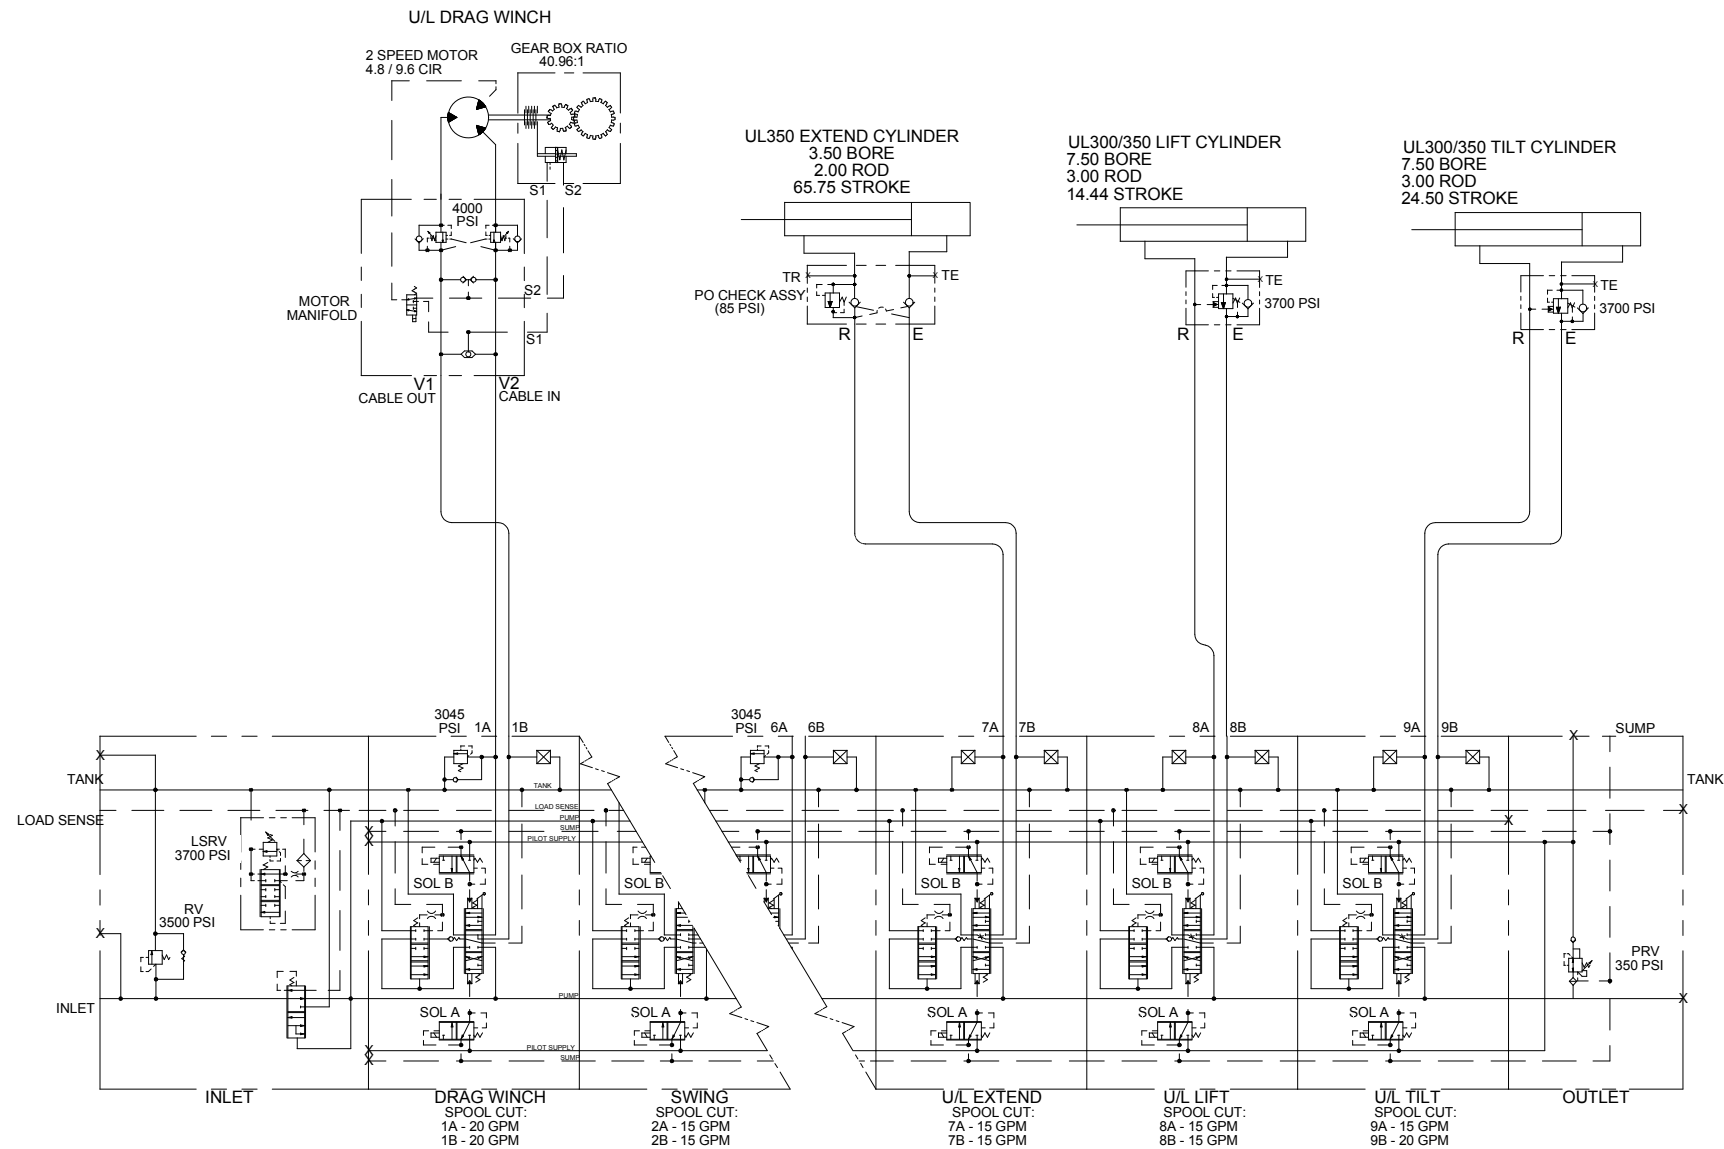 U/L DRAG WINCH
2 SPEED MOTOR
4.8 / 9.6 CIR
GEAR BOX RATIO
40.96:1
S1
S2
4000
PSI
S2
MOTOR
MANIFOLD
S1
V1
CABLE OUT
V2
CABLE IN
UL350 EXTEND CYLINDER
3.50 BORE
2.00 ROD
65.75 STROKE
TR
TE
PO CHECK ASSY
(85 PSI)
R
E
UL300/350 LIFT CYLINDER
7.50 BORE
3.00 ROD
14.44 STROKE
TE
3700 PSI
R
E
UL300/350 TILT CYLINDER
7.50 BORE
3.00 ROD
24.50 STROKE
TE
3700 PSI
R
E
3045
PSI
1A
1B
3045
PSI
6A
6B
7A
7B
8A
8B
9A
9B
SUMP
TANK
TANK
TANK
LOAD SENSE
LOAD SENSE
PUMP
SUMP
PILOT SUPPLY
LSRV
3700 PSI
SOL B
SOL B
SOL B
SOL B
SOL B
RV
3500 PSI
PRV
350 PSI
INLET
PUMP
SOL A
SOL A
SOL A
SOL A
SOL A
PILOT SUPPLY
SUMP
INLET
DRAG WINCH
SPOOL CUT:
1A - 20 GPM
1B - 20 GPM
SWING
SPOOL CUT:
2A - 15 GPM
2B - 15 GPM
U/L EXTEND
SPOOL CUT:
7A - 15 GPM
7B - 15 GPM
U/L LIFT
SPOOL CUT:
8A - 15 GPM
8B - 15 GPM
U/L TILT
SPOOL CUT:
9A - 15 GPM
9B - 20 GPM
OUTLET